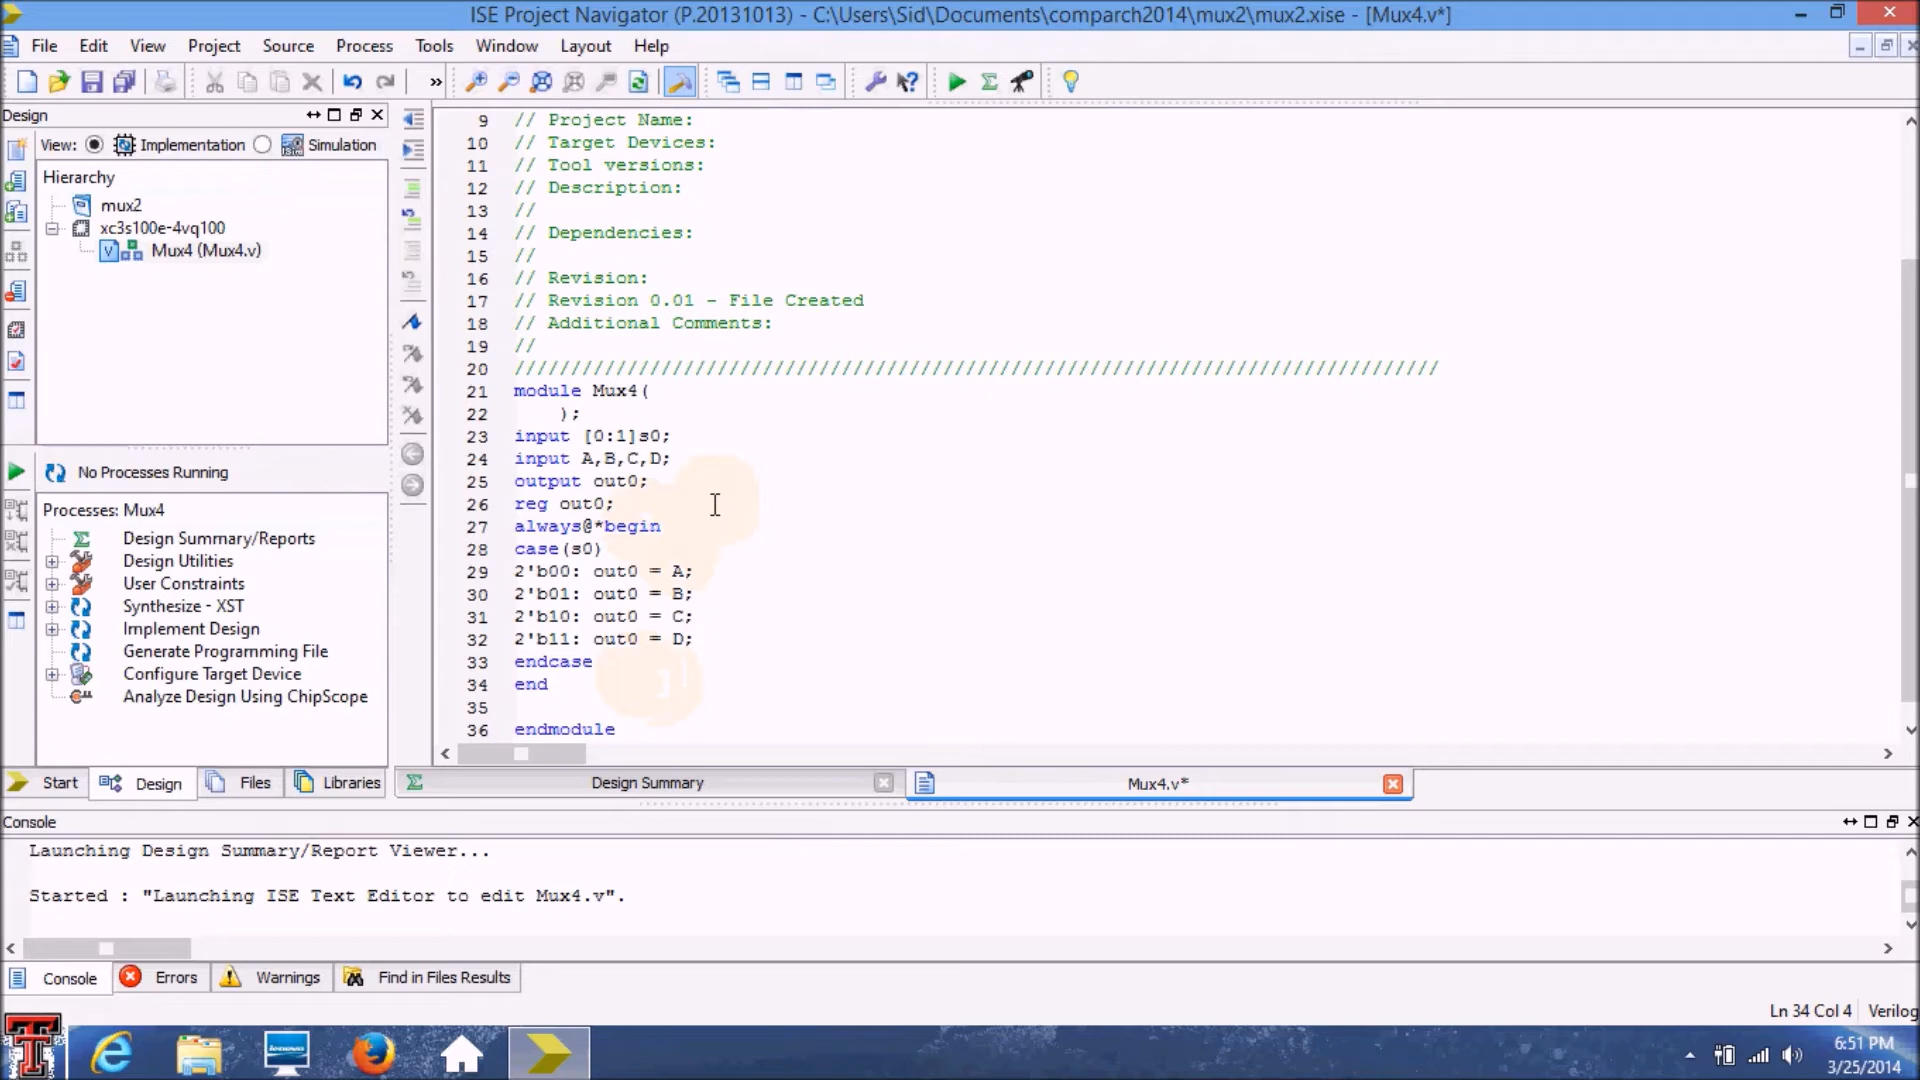 ISE Project Navigator (P.20131013) - C:\Users\Sid\Documents\comparch2014\mux2\mux2.xise - [Mux4.v*]
File Edit View Project Source Process Tools Window Layout Help
»
Design
View: Implementation Simulation
Hierarchy
mux2
xc3s100e-4vq100
Mux4 (Mux4.v)
No Processes Running
Processes: Mux4
Design Summary/Reports
Design Utilities
User Constraints
Synthesize - XST
Implement Design
Generate Programming File
Configure Target Device
Analyze Design Using ChipScope
Start Design Files Libraries
9 // Project Name:
10 // Target Devices:
11 // Tool versions:
12 // Description:
13 //
14 // Dependencies:
15 //
16 // Revision:
17 // Revision 0.01 - File Created
18 // Additional Comments:
19 //
20 //////////////////////////////////////////////////////////////////////////////////
21 module Mux4(
22     );
23 input [0:1]s0;
24 input A,B,C,D;
25 output out0;
26 reg out0;
27 always@*begin
28 case(s0)
29 2'b00: out0 = A;
30 2'b01: out0 = B;
31 2'b10: out0 = C;
32 2'b11: out0 = D;
33 endcase
34 end
35
36 endmodule
Design Summary Mux4.v*
Console
Launching Design Summary/Report Viewer...
Started : "Launching ISE Text Editor to edit Mux4.v".
Console Errors Warnings Find in Files Results
Ln 34 Col 4 Verilog
6:51 PM
3/25/2014